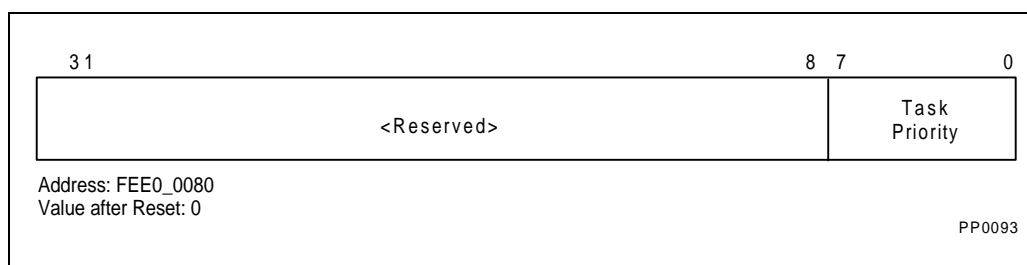 31 8 7 0
<Reserved>
Task
Priority
Address: FEE0_0080
Value after Reset: 0
PP0093